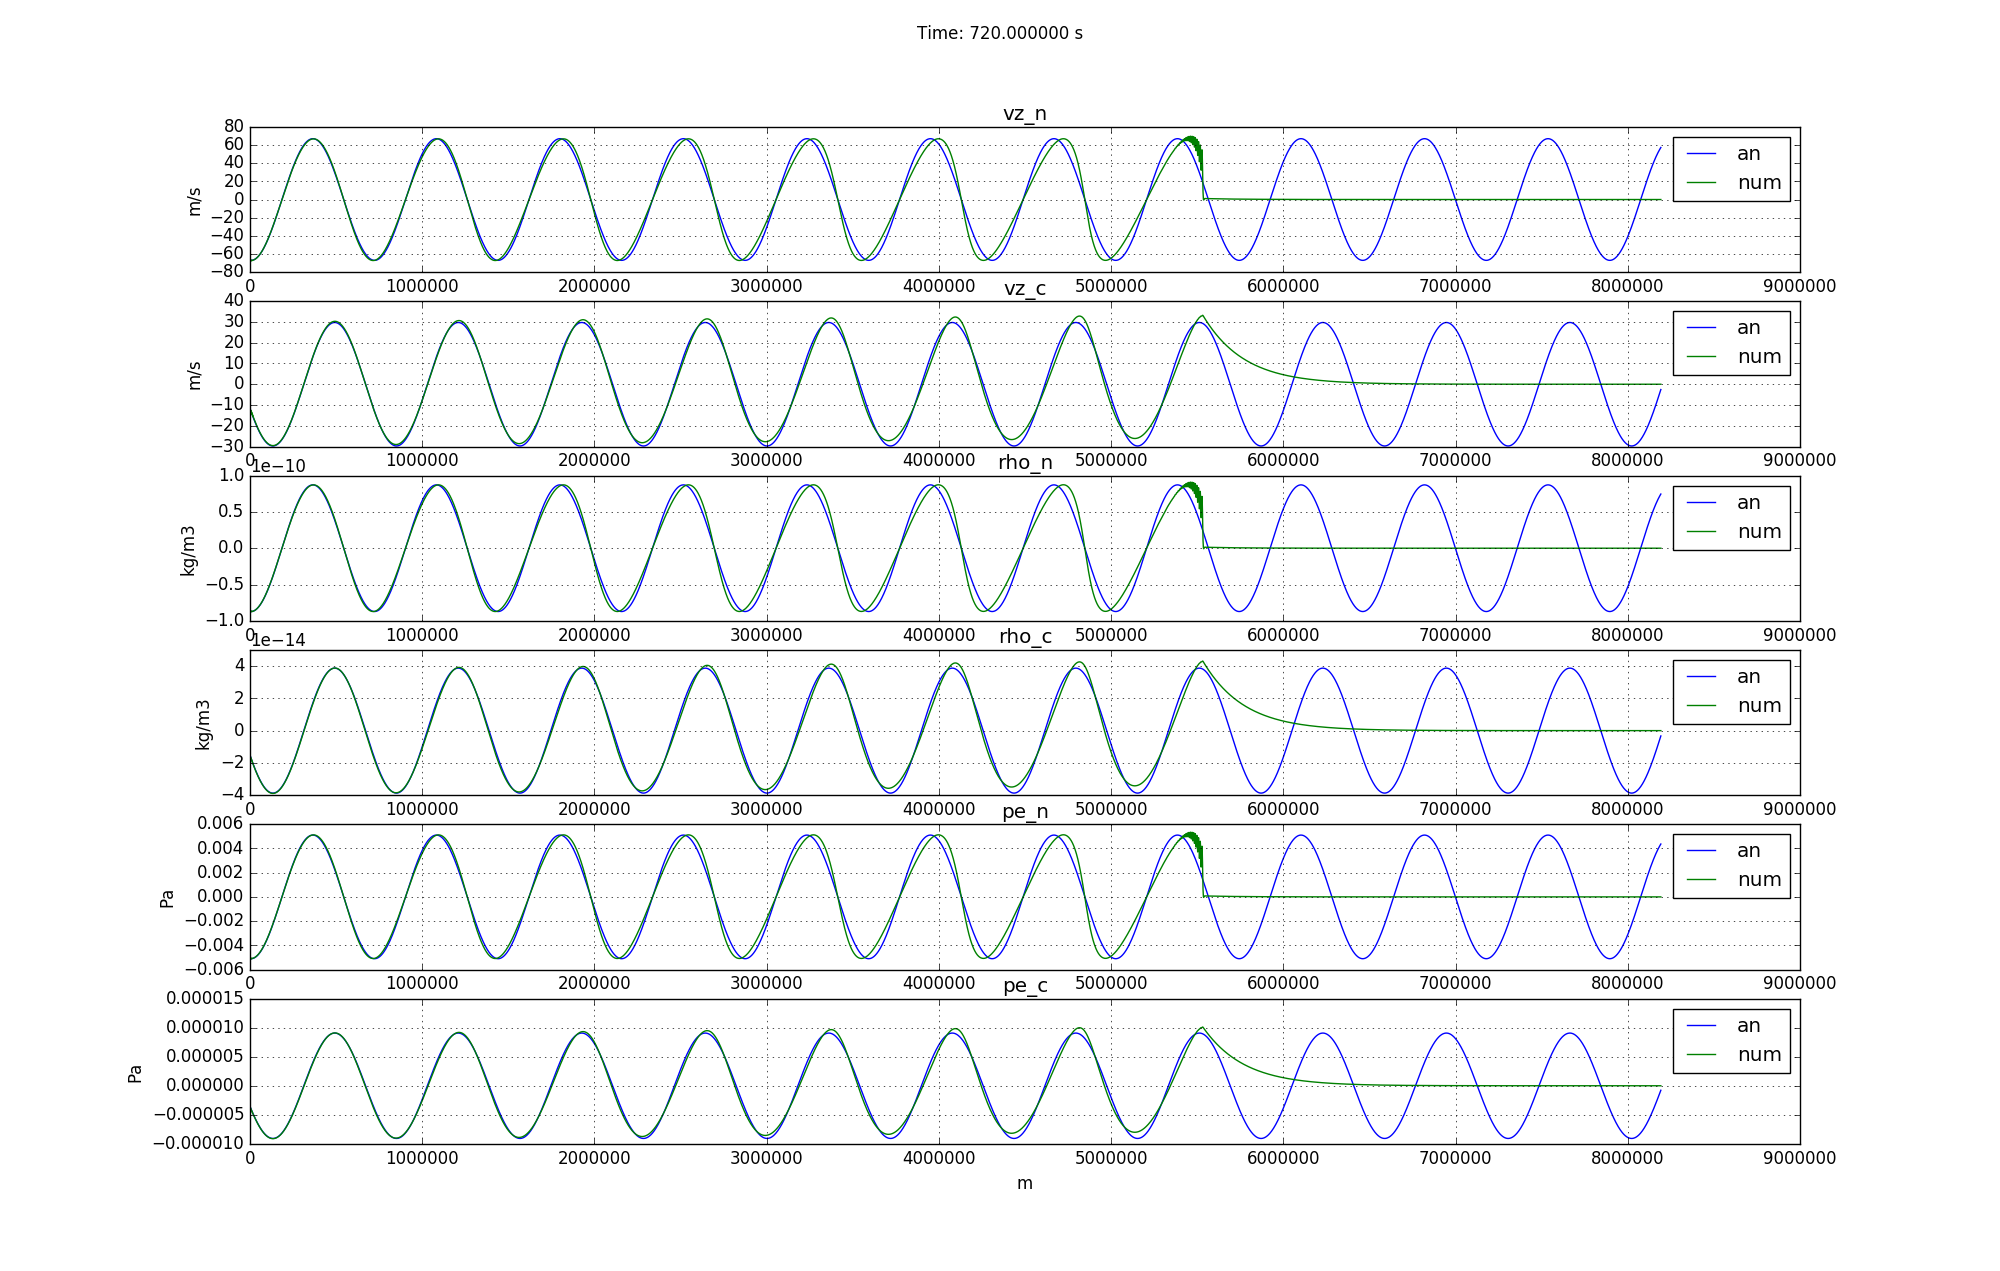 Time: 720.000000 s
vz_n
80
60
40
20
0
−20
−40
−60
−80
m/s
an
num
0 1000000 2000000 3000000 4000000 5000000 6000000 7000000 8000000 9000000
vz_c
40
30
20
10
0
−10
−20
−30
m/s
an
num
0 1000000 2000000 3000000 4000000 5000000 6000000 7000000 8000000 9000000
1e−10
rho_n
1.0
0.5
0.0
−0.5
−1.0
kg/m3
an
num
0 1000000 2000000 3000000 4000000 5000000 6000000 7000000 8000000 9000000
1e−14
rho_c
4
2
0
−2
−4
kg/m3
an
num
0 1000000 2000000 3000000 4000000 5000000 6000000 7000000 8000000 9000000
pe_n
0.006
0.004
0.002
0.000
−0.002
−0.004
−0.006
Pa
an
num
0 1000000 2000000 3000000 4000000 5000000 6000000 7000000 8000000 9000000
pe_c
0.000015
0.000010
0.000005
0.000000
−0.000005
−0.000010
Pa
an
num
0 1000000 2000000 3000000 4000000 5000000 6000000 7000000 8000000 9000000
m